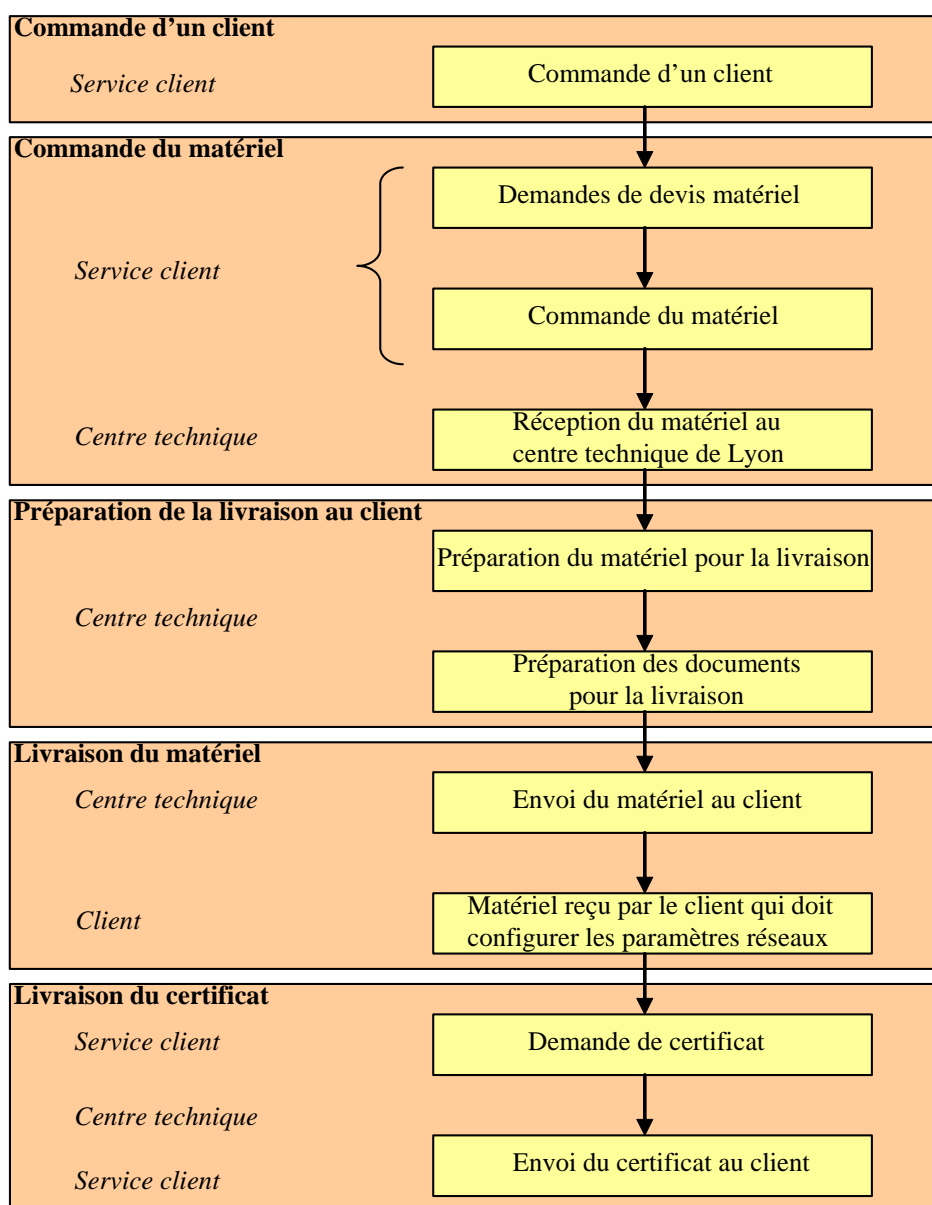 Commande d'un client
Service client
Commande d'un client
Commande du matériel
Demandes de devis matériel
Service client
Commande du matériel
Centre technique
Réception du matériel au
centre technique de Lyon
Préparation de la livraison au client
Préparation du matériel pour la livraison
Centre technique
Préparation des documents
pour la livraison
Livraison du matériel
Centre technique
Envoi du matériel au client
Client
Matériel reçu par le client qui doit
configurer les paramètres réseaux
Livraison du certificat
Service client
Demande de certificat
Centre technique
Envoi du certificat au client
Service client